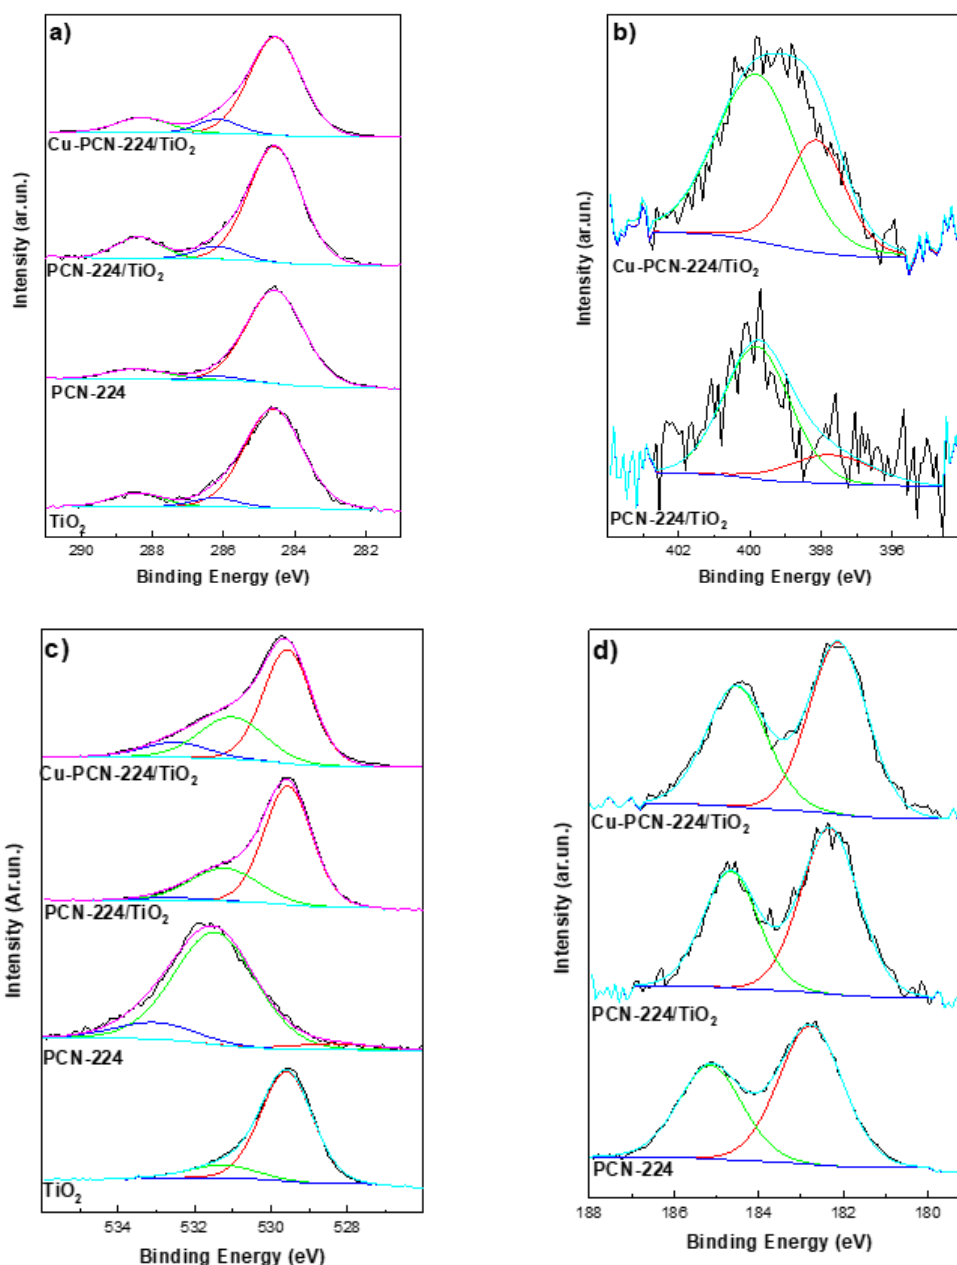 a)
Cu-PCN-224/TiO2
PCN-224/TiO2
PCN-224
TiO2
Intensity (ar.un.)
290 288 286 284 282
Binding Energy (eV)
b)
Cu-PCN-224/TiO2
PCN-224/TiO2
Intensity (ar.un.)
402 400 398 396
Binding Energy (eV)
c)
Cu-PCN-224/TiO2
PCN-224/TiO2
PCN-224
TiO2
Intensity (Ar.un.)
534 532 530 528
Binding Energy (eV)
d)
Cu-PCN-224/TiO2
PCN-224/TiO2
PCN-224
Intensity (ar.un.)
188 186 184 182 180
Binding Energy (eV)